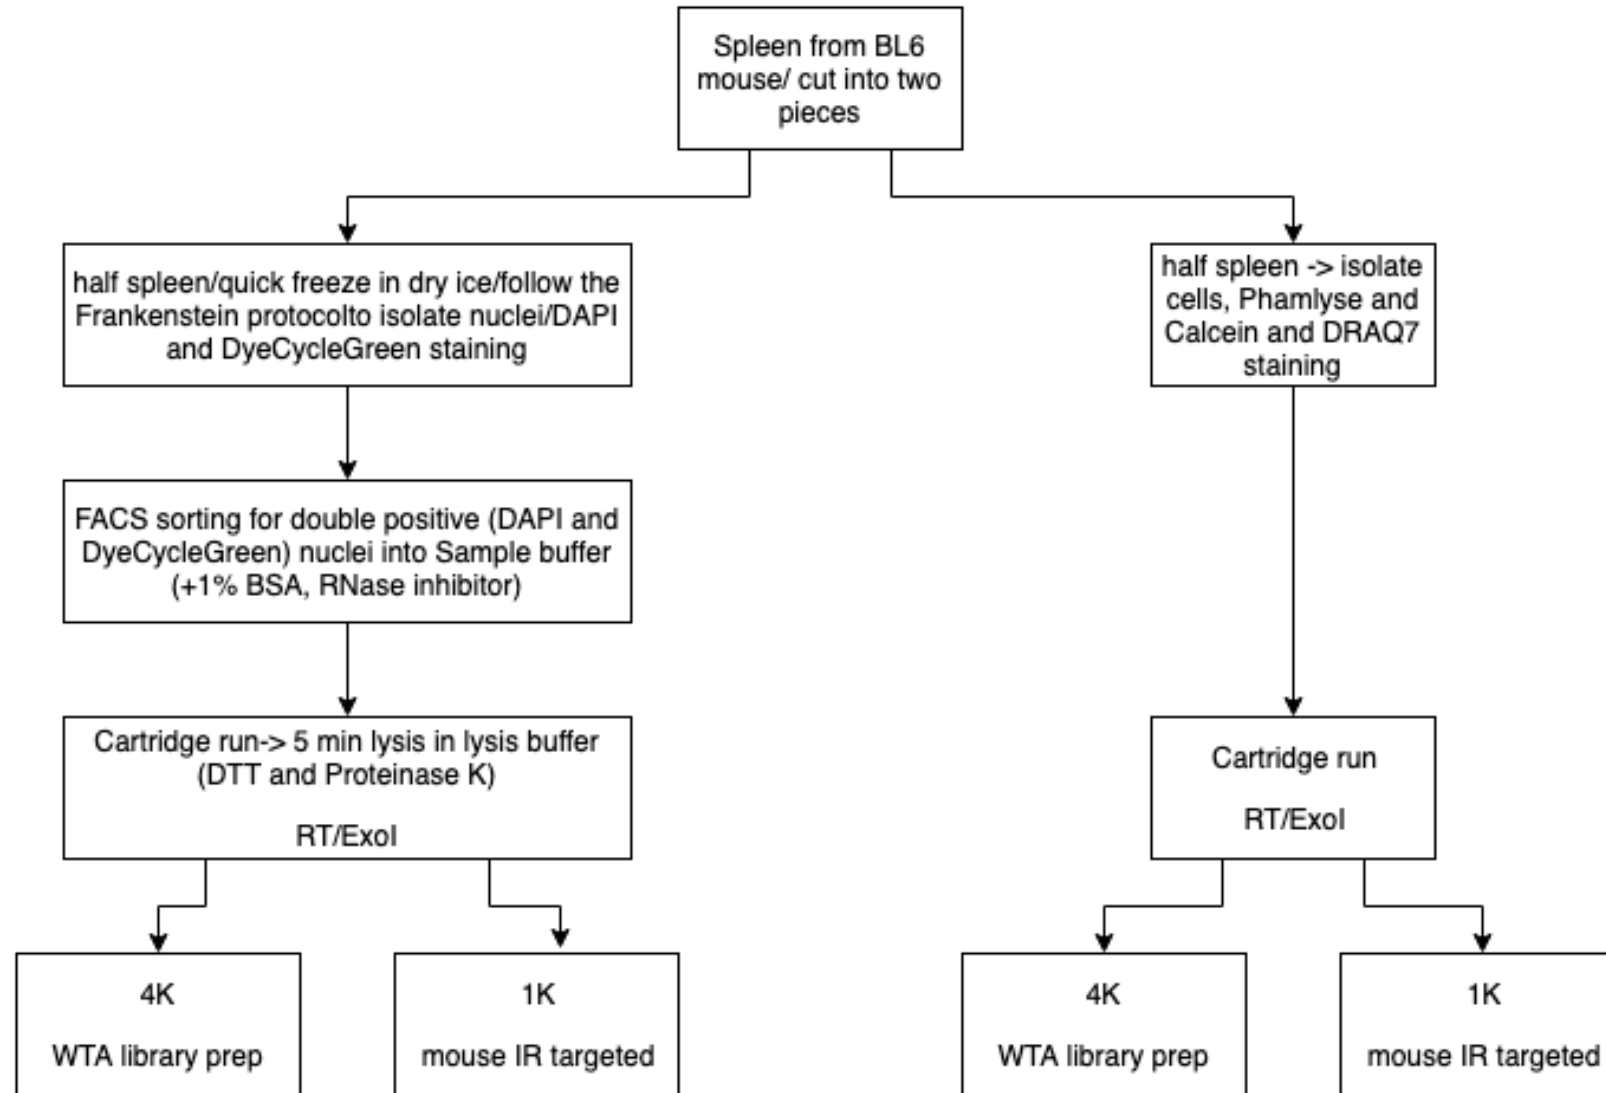 Spleen from BL6
mouse/ cut into two
pieces
half spleen/quick freeze in dry ice/follow the
Frankenstein protocolto isolate nuclei/DAPI
and DyeCycleGreen staining
half spleen -> isolate
cells, Phamlyse and
Calcein and DRAQ7
staining
FACS sorting for double positive (DAPI and
DyeCycleGreen) nuclei into Sample buffer
(+1% BSA, RNase inhibitor)
Cartridge run-> 5 min lysis in lysis buffer
(DTT and Proteinase K)
RT/ExoI
Cartridge run
RT/ExoI
4K
WTA library prep
1K
mouse IR targeted
4K
WTA library prep
1K
mouse IR targeted